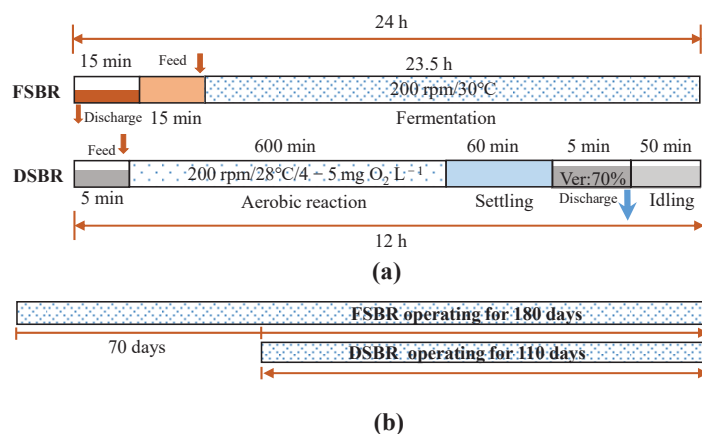 24 h
15 min
Feed
23.5 h
FSBR
200 rpm/30℃
Discharge
15 min
Fermentation
Feed
600 min
60 min
5 min
50 min
DSBR
200 rpm/28℃/4－5 mg O₂ L⁻¹
Ver:70%
5 min
Aerobic reaction
Settling
Discharge
Idling
12 h
(a)
FSBR operating for 180 days
70 days
DSBR operating for 110 days
(b)